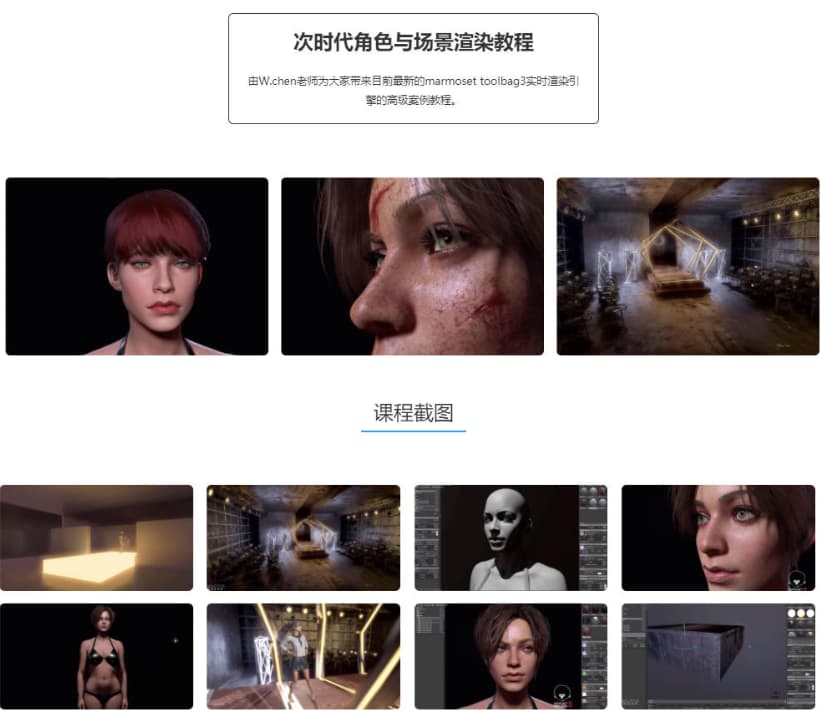 次时代角色与场景渲染教程
由W.chen老师为大家带来目前最新的marmoset toolbag3实时渲染引
擎的高级案例教程。
课程截图